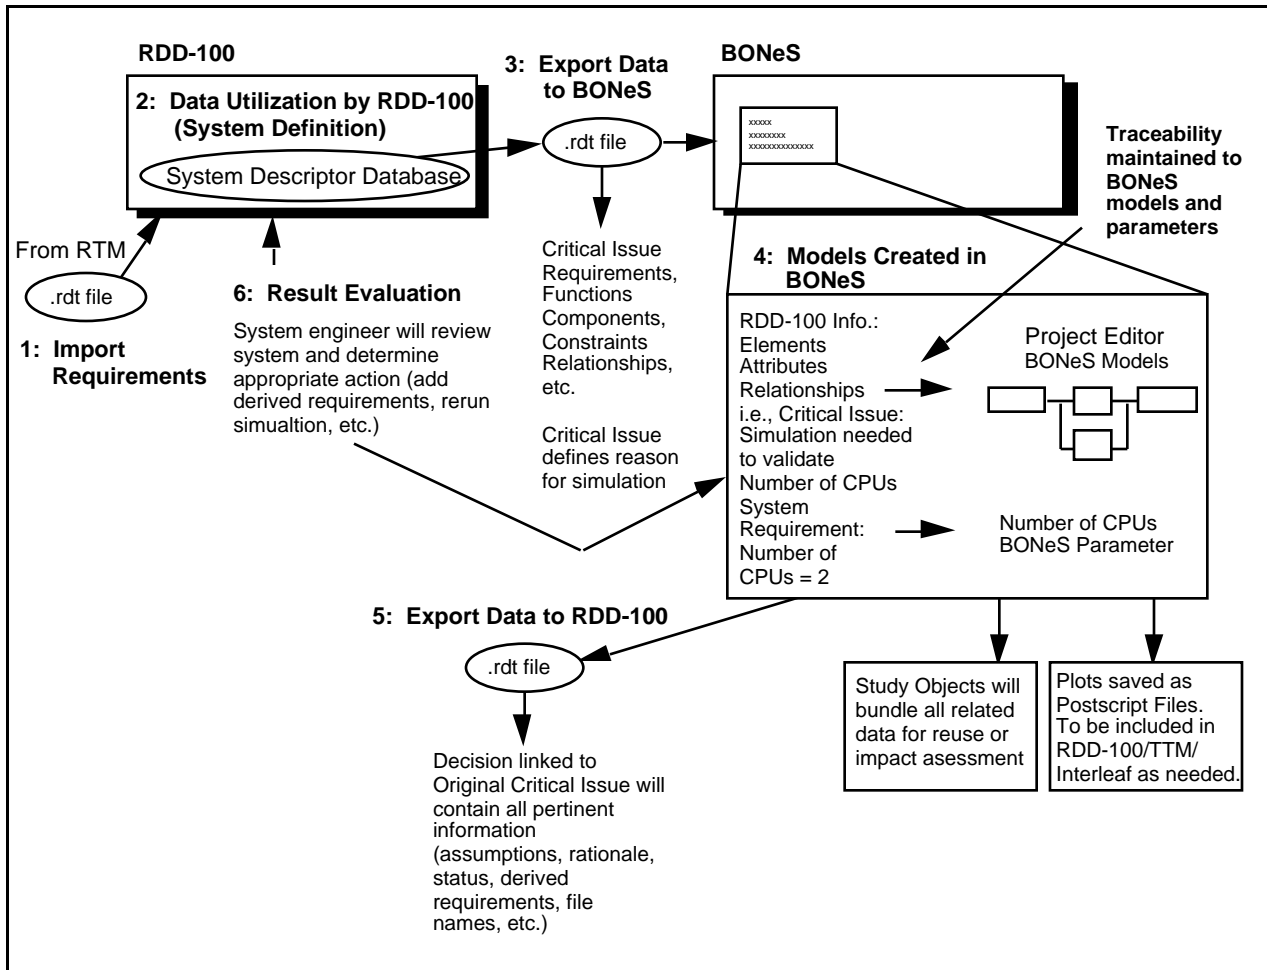 RDD-100
2: Data Utilization by RDD-100
(System Definition)
System Descriptor Database
3: Export Data
to BONeS
.rdt file
BONeS
xxxxx
xxxxxxxx
xxxxxxxxxxxxxx
Traceability
maintained to
BONeS
models and
parameters
From RTM
.rdt file
1: Import
Requirements
6: Result Evaluation
System engineer will review
system and determine
appropriate action (add
derived requirements, rerun
simualtion, etc.)
Critical Issue
Requirements,
Functions
Components,
Constraints
Relationships,
etc.
Critical Issue
defines reason
for simulation
4: Models Created in
BONeS
RDD-100 Info.:
Elements
Attributes
Relationships
i.e., Critical Issue:
Simulation needed
to validate
Number of CPUs
System
Requirement:
Number of
CPUs = 2
Project Editor
BONeS Models
Number of CPUs
BONeS Parameter
5: Export Data to RDD-100
.rdt file
Decision linked to
Original Critical Issue will
contain all pertinent
information
(assumptions, rationale,
status, derived
requirements, file
names, etc.)
Study Objects will
bundle all related
data for reuse or
impact asessment
Plots saved as
Postscript Files.
To be included in
RDD-100/TTM/
Interleaf as needed.